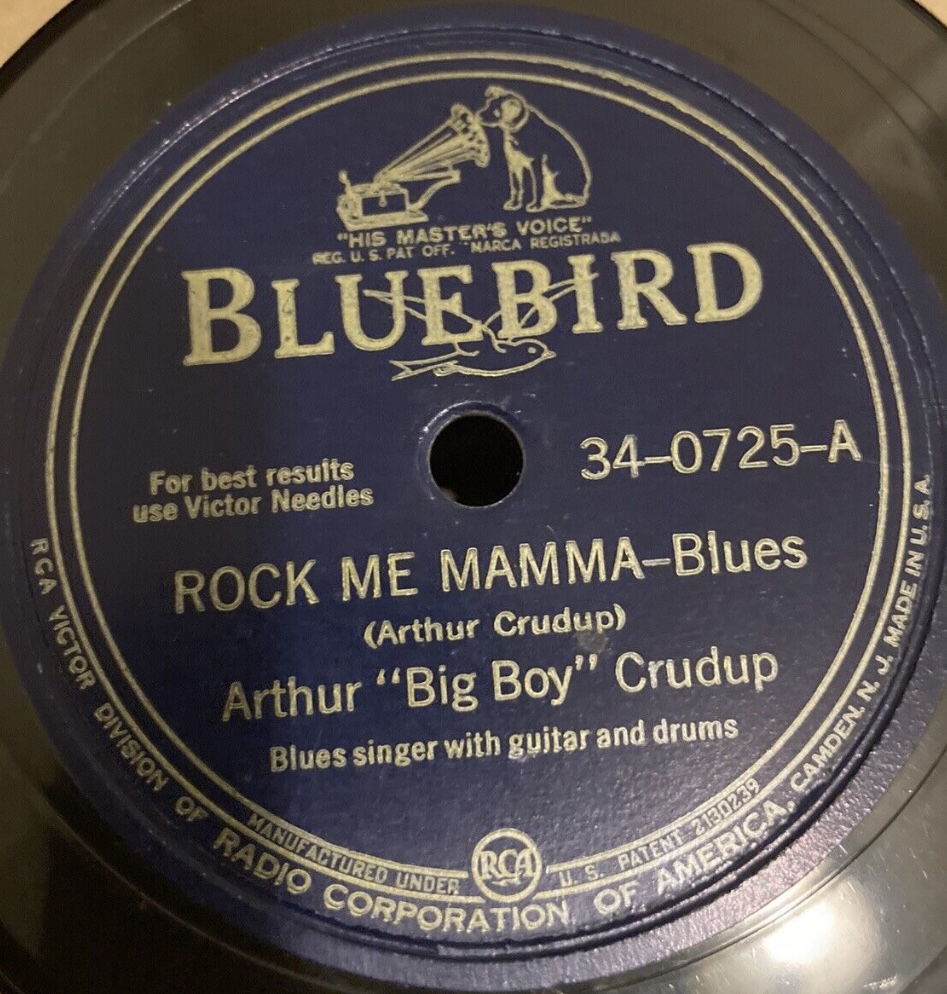 "HIS MASTER'S VOICE"
REG. U. S. PAT. OFF. MARCA REGISTRADA
BLUEBIRD
34–0725–A
For best results
use Victor Needles
ROCK ME MAMMA–Blues
(Arthur Crudup)
Arthur "Big Boy" Crudup
Blues singer with guitar and drums
MANUFACTURED UNDER RCA U. S. PATENT 2130239
RCA VICTOR DIVISION OF RADIO CORPORATION OF AMERICA, CAMDEN, N. J. MADE IN U. S. A.